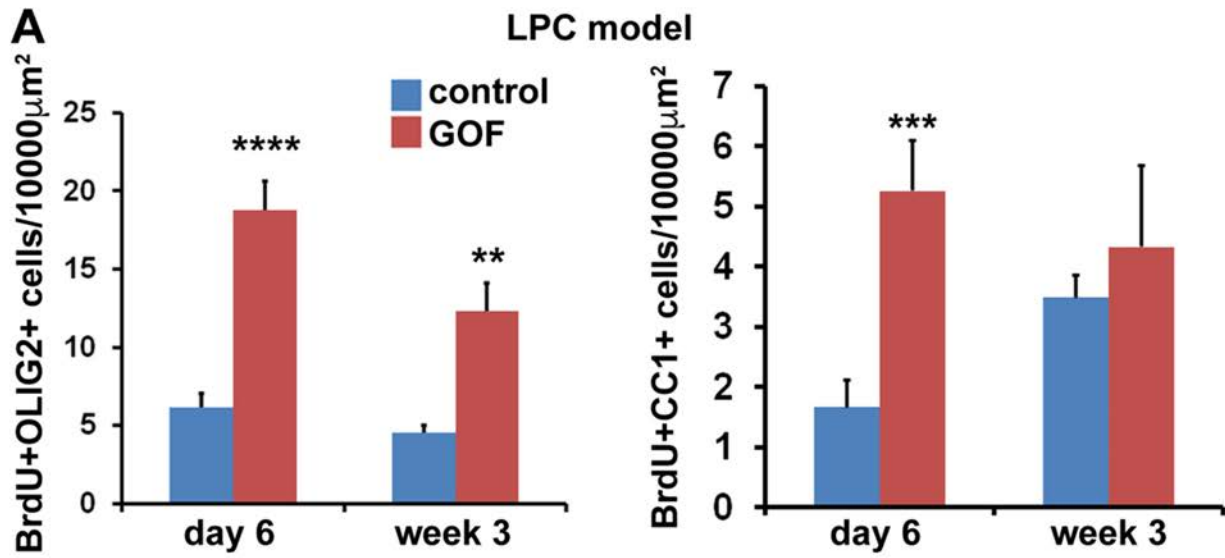 A
LPC model
BrdU+OLIG2+ cells/10000µm²
25
20
15
10
5
0
control
GOF
****
**
day 6
week 3
BrdU+CC1+ cells/10000µm²
7
6
5
4
3
2
1
0
***
day 6
week 3